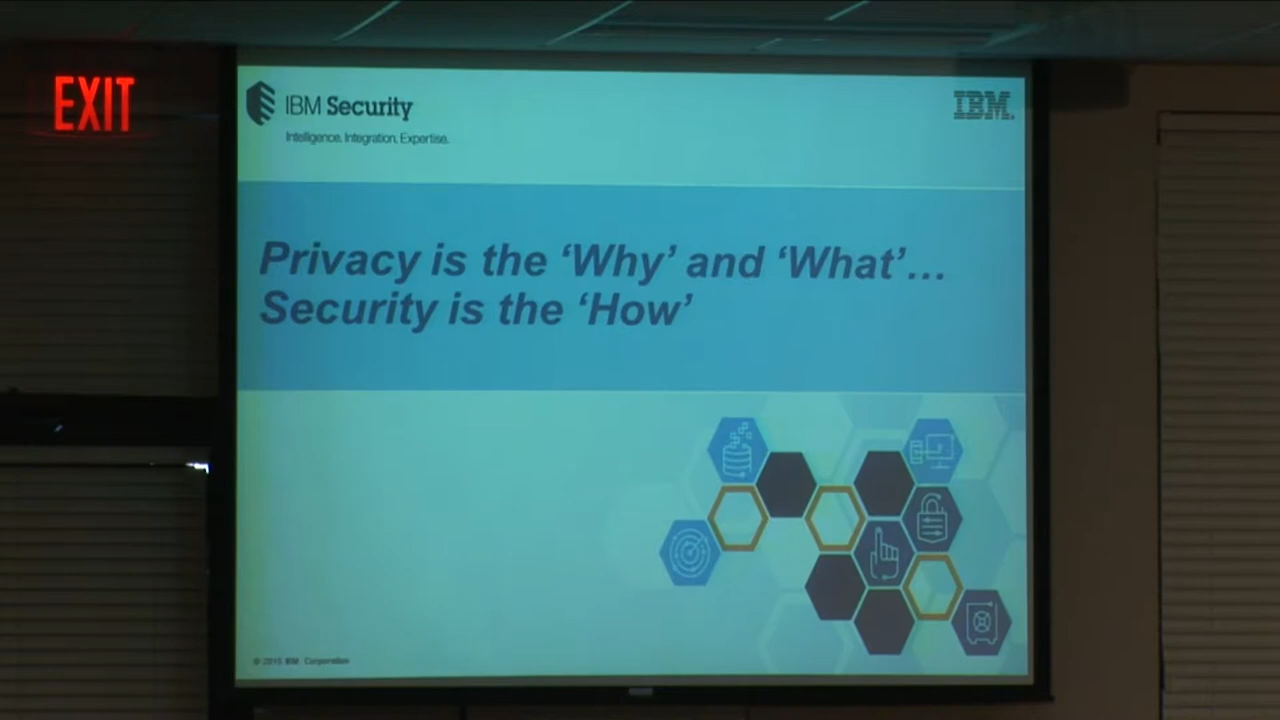 EXIT
IBM Security
IBM.
Intelligence. Integration. Expertise.
Privacy is the ‘Why’ and ‘What’…
Security is the ‘How’
© 2015 IBM Corporation